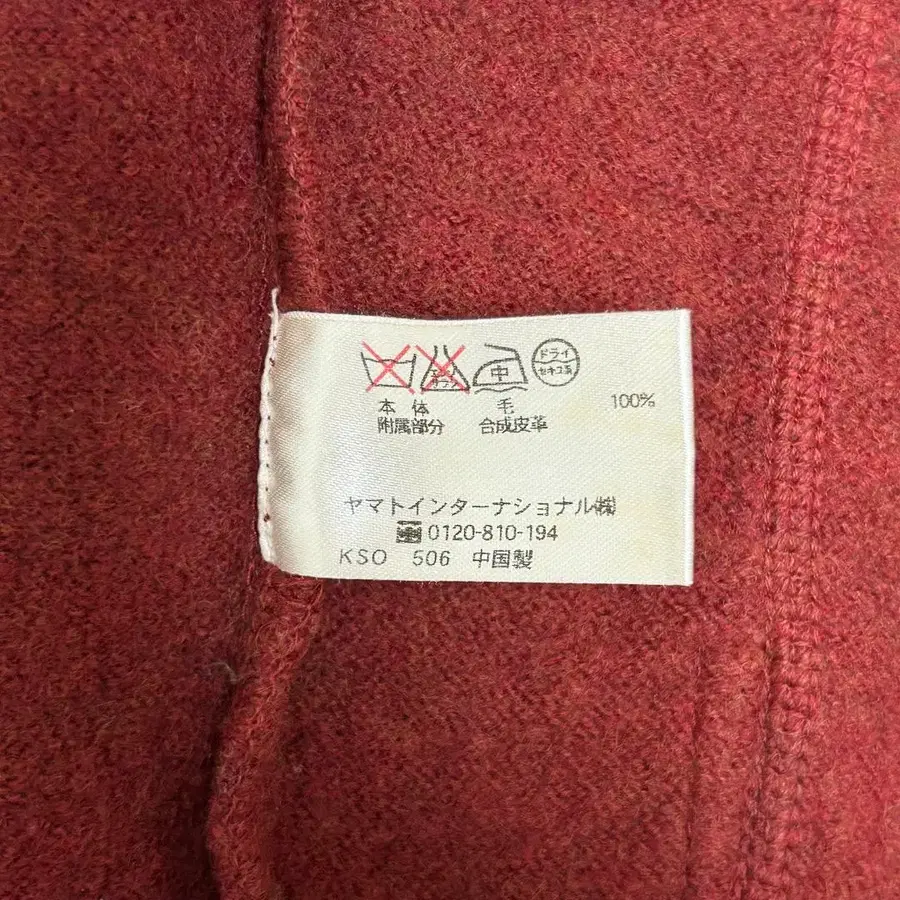 中 ドライ セキユ系
本体 毛 100%
附属部分 合成皮革
ヤマトインターナショナル㈱
0120-810-194
KSO 506 中国製